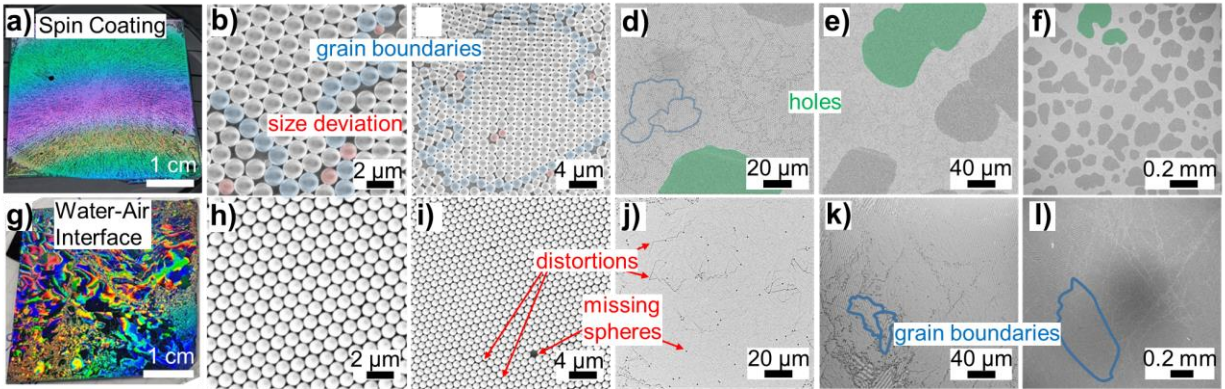 a)
Spin Coating
1 cm
b)
grain boundaries
size deviation
2 µm
4 µm
d)
holes
20 µm
e)
40 µm
f)
0.2 mm
g)
Water-Air
Interface
1 cm
h)
2 µm
i)
distortions
missing
spheres
4 µm
j)
20 µm
k)
grain boundaries
40 µm
l)
0.2 mm